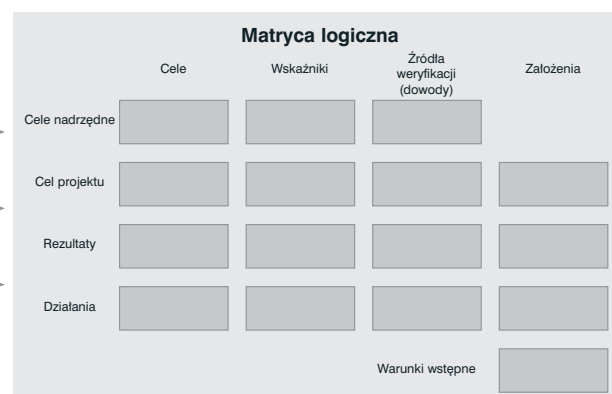 Matryca logiczna
Cele
Wskaźniki
Źródła
weryfikacji
(dowody)
Założenia
Cele nadrzędne
Cel projektu
Rezultaty
Działania
Warunki wstępne